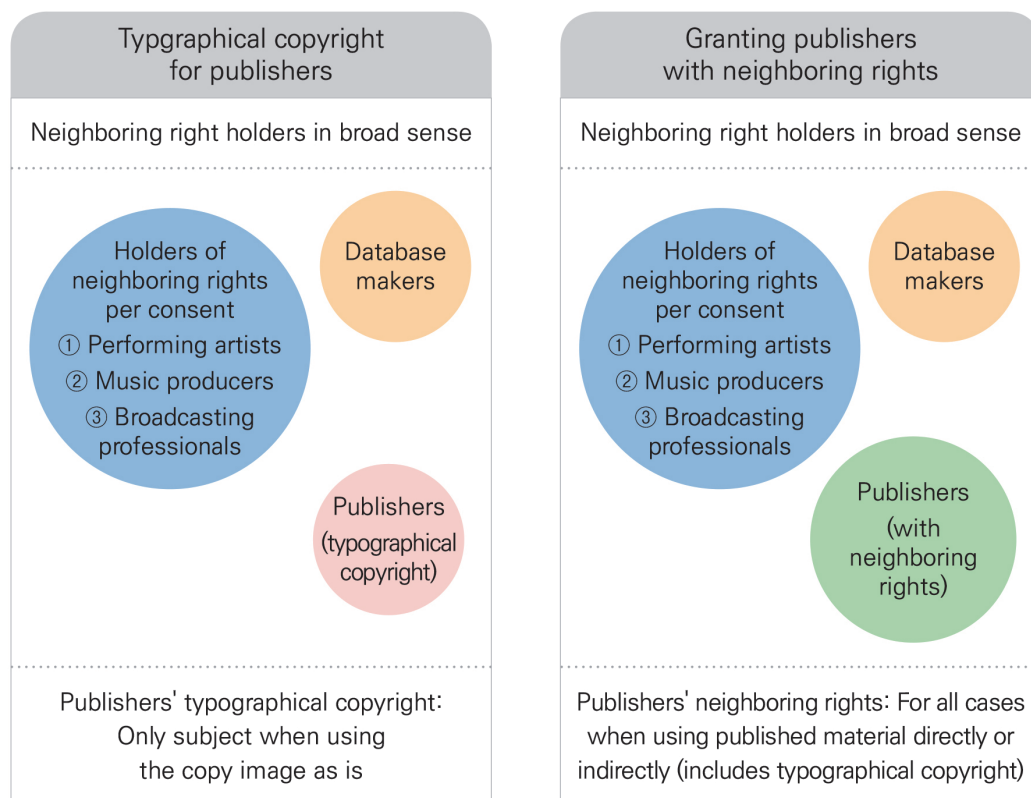 Typgraphical copyright
for publishers
Neighboring right holders in broad sense
Holders of
neighboring rights
per consent
① Performing artists
② Music producers
③ Broadcasting
professionals
Database
makers
Publishers
(typographical
copyright)
Publishers' typographical copyright:
Only subject when using
the copy image as is
Granting publishers
with neighboring rights
Neighboring right holders in broad sense
Holders of
neighboring rights
per consent
① Performing artists
② Music producers
③ Broadcasting
professionals
Database
makers
Publishers
(with
neighboring
rights)
Publishers' neighboring rights: For all cases
when using published material directly or
indirectly (includes typographical copyright)